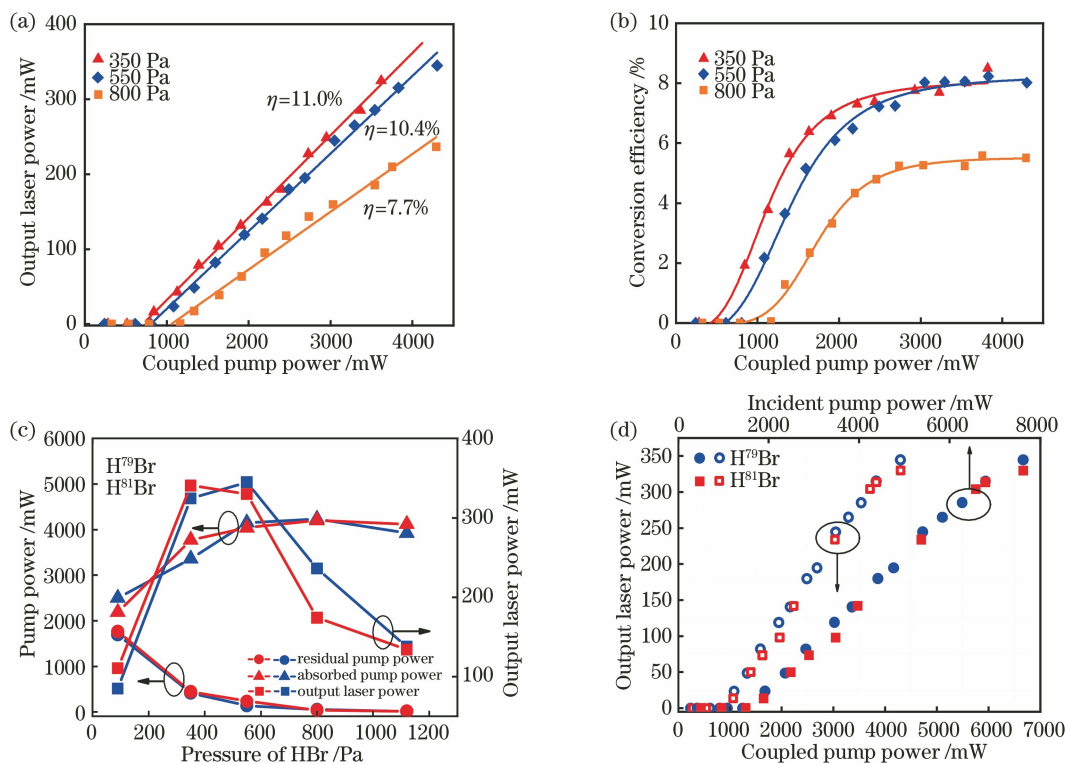 (a)
400
300
200
100
0
Output laser power /mW
350 Pa
550 Pa
800 Pa
η=11.0%
η=10.4%
η=7.7%
0 1000 2000 3000 4000
Coupled pump power /mW
(b)
10
8
6
4
2
0
Conversion efficiency /%
350 Pa
550 Pa
800 Pa
0 1000 2000 3000 4000
Coupled pump power /mW
(c)
6000
5000
4000
3000
2000
1000
0
Pump power /mW
H⁷⁹Br
H⁸¹Br
400
300
200
100
Output laser power /mW
residual pump power
absorbed pump power
output laser power
0 200 400 600 800 1000 1200
Pressure of HBr /Pa
(d)
Incident pump power /mW
0 2000 4000 6000 8000
350
300
250
200
150
100
50
0
Output laser power /mW
H⁷⁹Br
H⁸¹Br
0 1000 2000 3000 4000 5000 6000 7000
Coupled pump power /mW